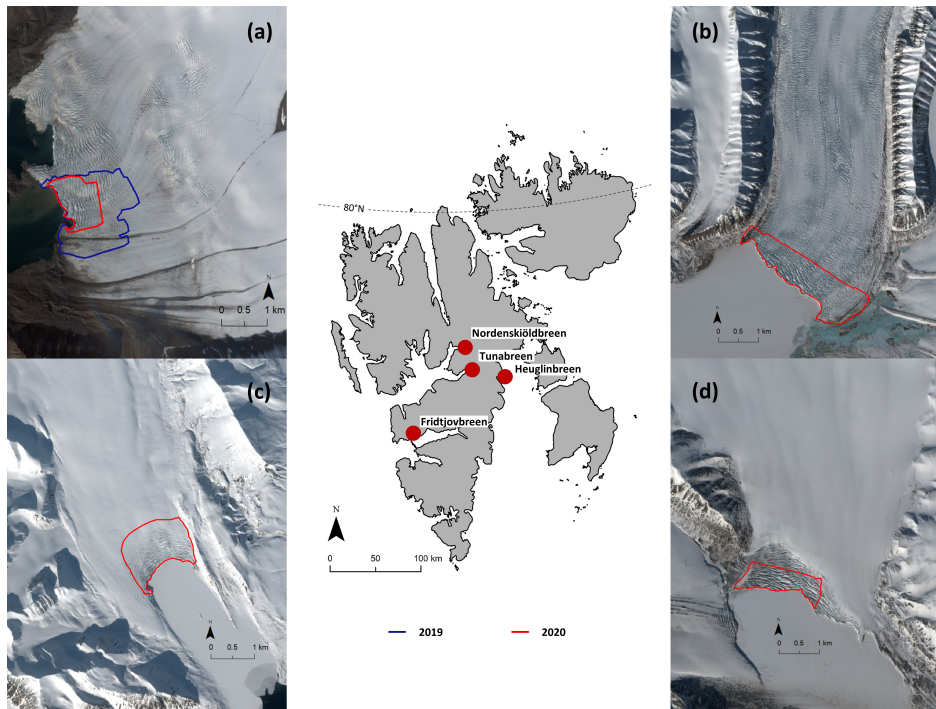 (a)
N
0 0.5 1 km
(b)
N
0 0.5 1 km
80°N
Nordenskiöldbreen
Tunabreen
Heuglinbreen
Fridtjovbreen
N
0 50 100 km
2019 2020
(c)
N
0 0.5 1 km
(d)
N
0 0.5 1 km